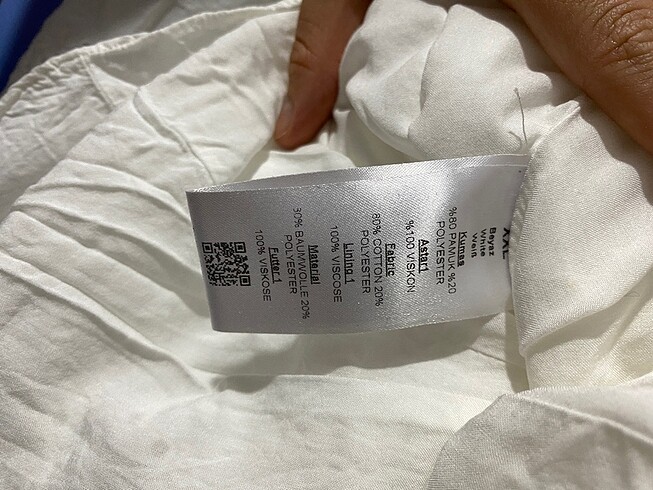 XXL
Beyaz
White
Weiß
Kumaş
%80 PAMUK %20
POLYESTER
Astar1
%100 VİSKON
Fabric
80% COTTON 20%
POLYESTER
Lining 1
100% VISCOSE
Material
80% BAUMWOLLE 20%
POLYESTER
Futter 1
100% VISKOSE